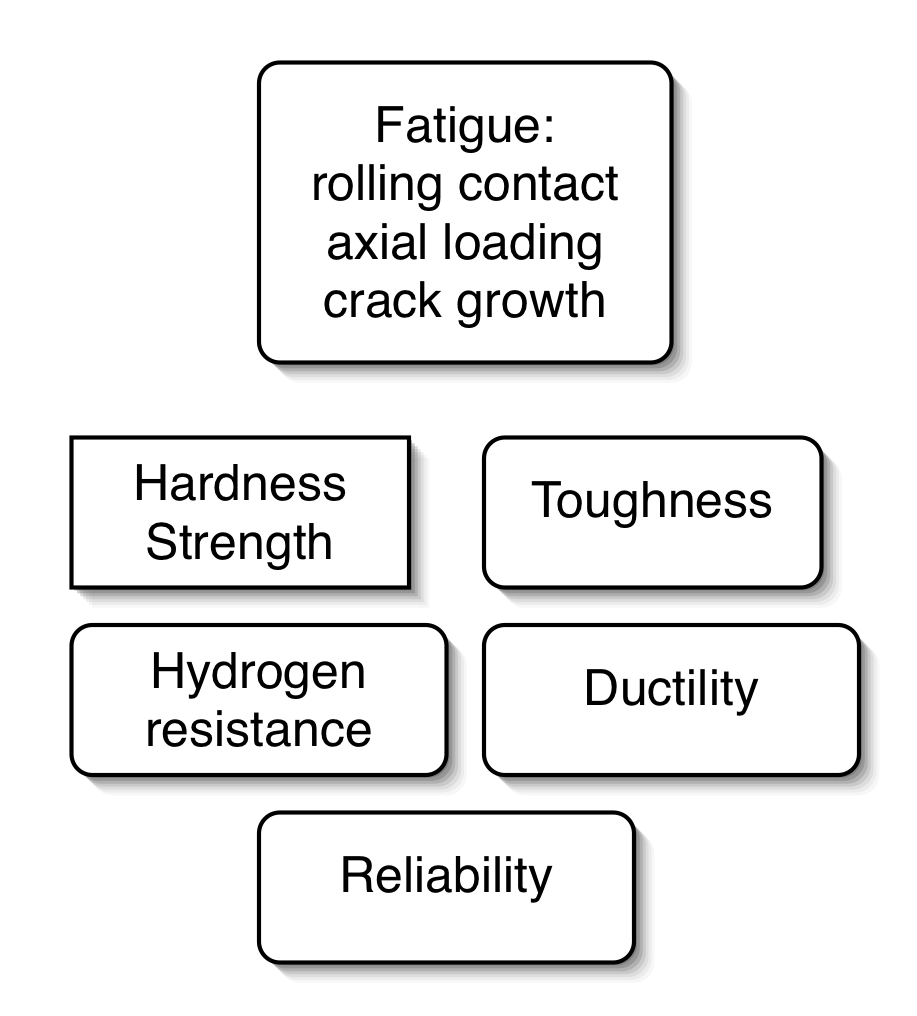 Fatigue:
rolling contact
axial loading
crack growth
Hardness
Strength
Toughness
Hydrogen
resistance
Ductility
Reliability